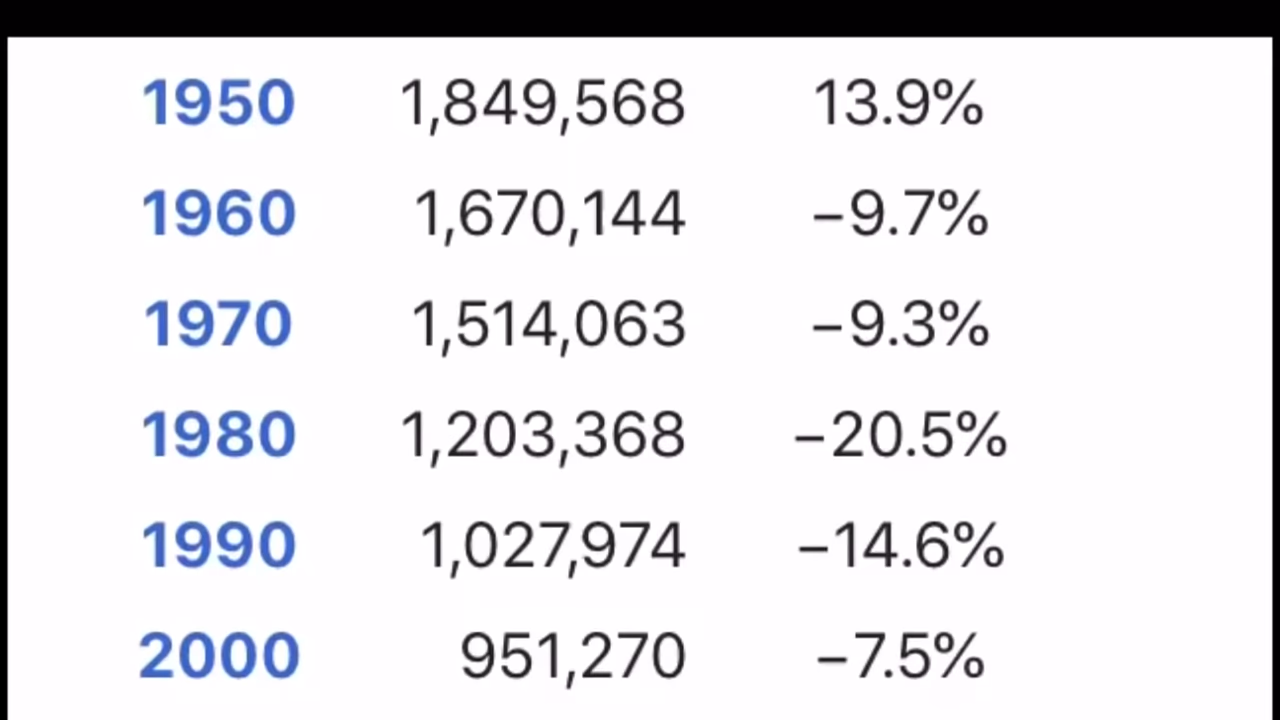 1950 1,849,568 13.9%
1960 1,670,144 −9.7%
1970 1,514,063 −9.3%
1980 1,203,368 −20.5%
1990 1,027,974 −14.6%
2000 951,270 −7.5%